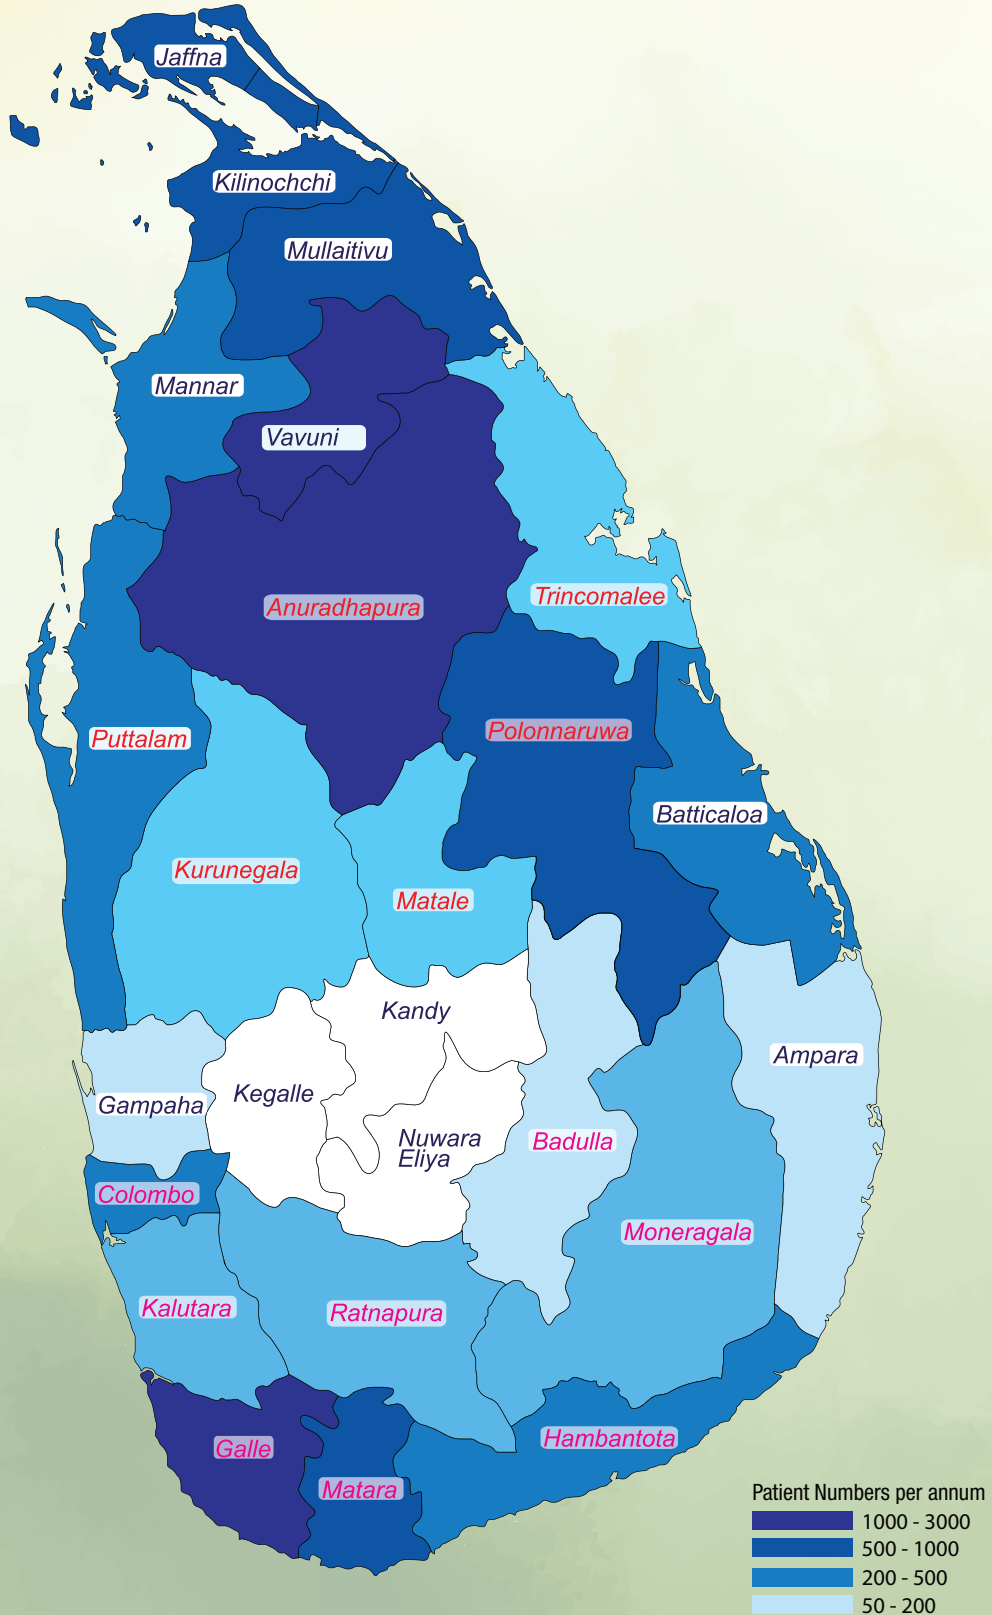 Jaffna
Kilinochchi
Mullaitivu
Mannar
Vavuni
Anuradhapura
Trincomalee
Puttalam
Polonnaruwa
Batticaloa
Kurunegala
Matale
Kandy
Ampara
Kegalle
Gampaha
Nuwara
Eliya
Badulla
Colombo
Moneragala
Kalutara
Ratnapura
Galle
Hambantota
Matara
Patient Numbers per annum
1000 - 3000
500 - 1000
200 - 500
50 - 200